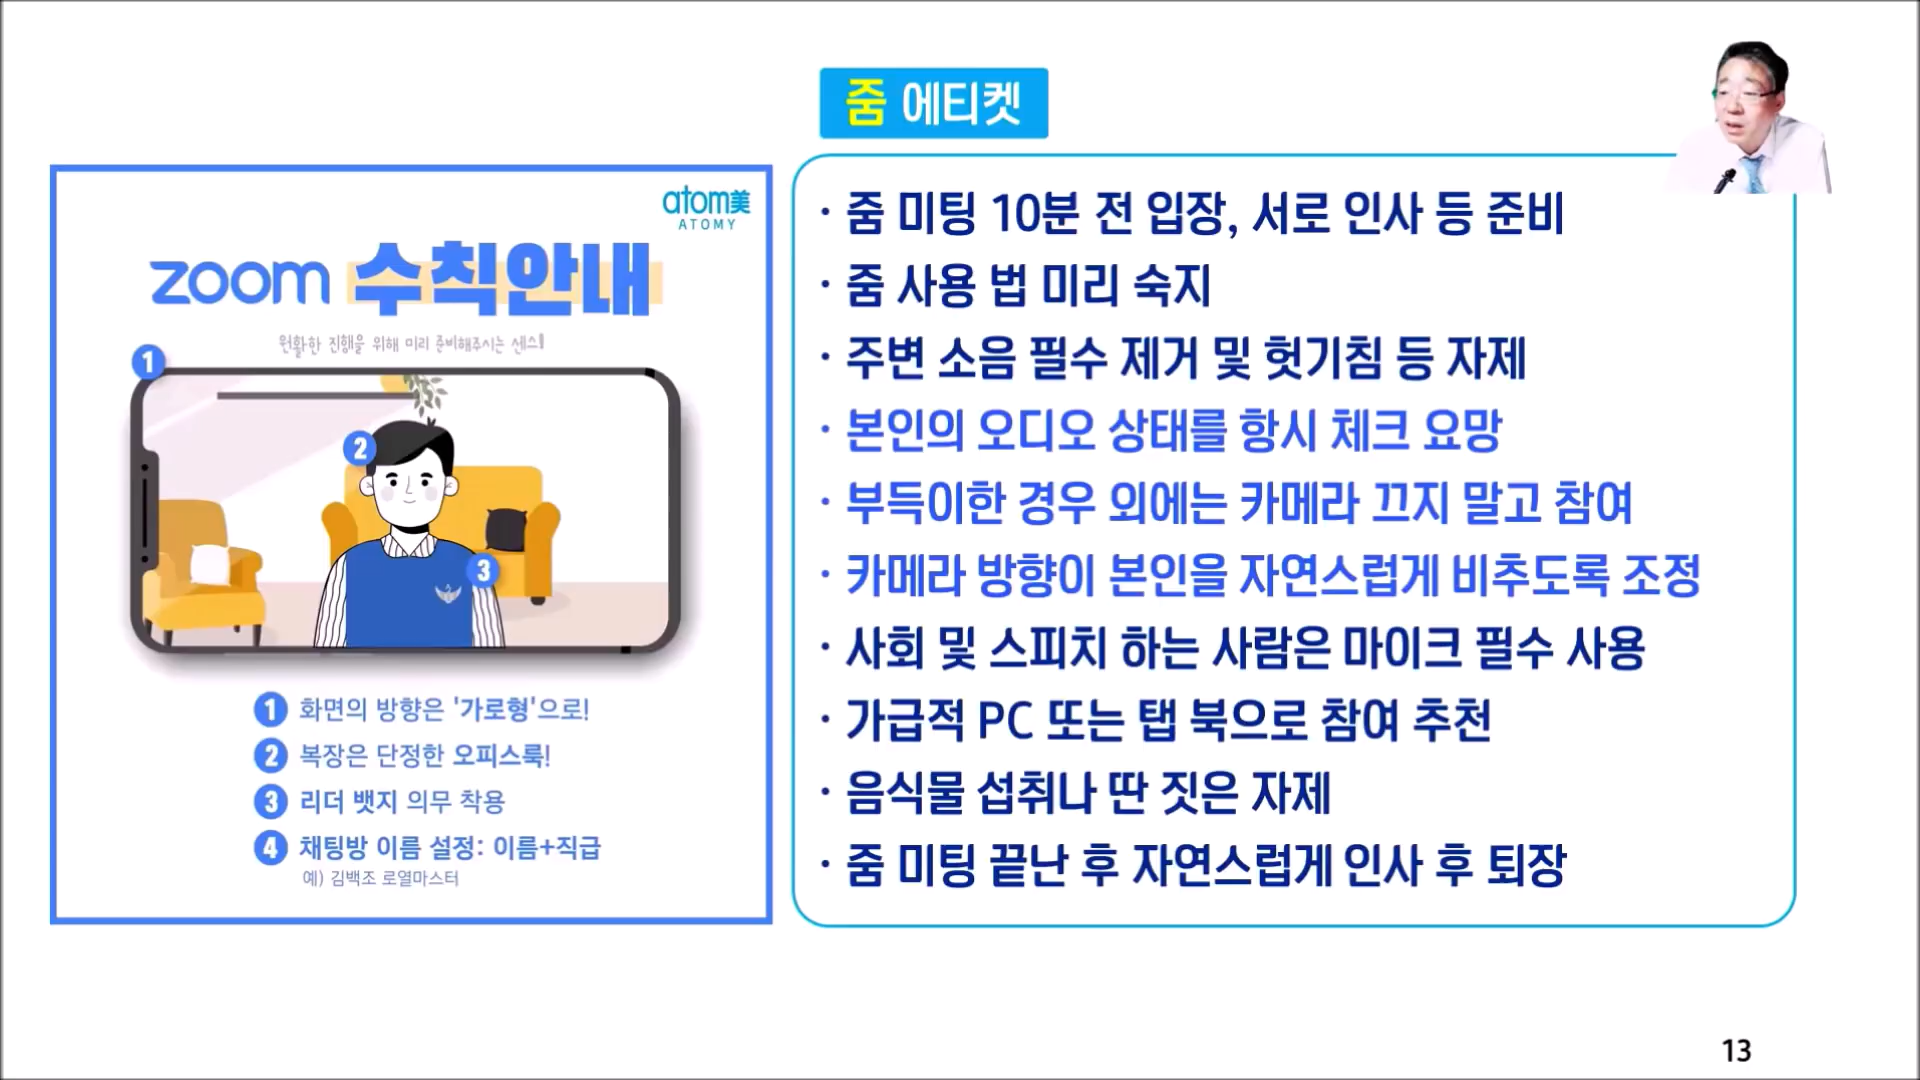 줌 에티켓
atom美
ATOMY
zoom 수칙안내
원활한 진행을 위해 미리 준비해주시는 센스!!
1
2
3
1 화면의 방향은 '가로형'으로!
2 복장은 단정한 오피스룩!
3 리더 뱃지 의무 착용
4 채팅방 이름 설정: 이름+직급
예) 김백조 로열마스터
· 줌 미팅 10분 전 입장, 서로 인사 등 준비
· 줌 사용 법 미리 숙지
· 주변 소음 필수 제거 및 헛기침 등 자제
· 본인의 오디오 상태를 항시 체크 요망
· 부득이한 경우 외에는 카메라 끄지 말고 참여
· 카메라 방향이 본인을 자연스럽게 비추도록 조정
· 사회 및 스피치 하는 사람은 마이크 필수 사용
· 가급적 PC 또는 탭 북으로 참여 추천
· 음식물 섭취나 딴 짓은 자제
· 줌 미팅 끝난 후 자연스럽게 인사 후 퇴장
13